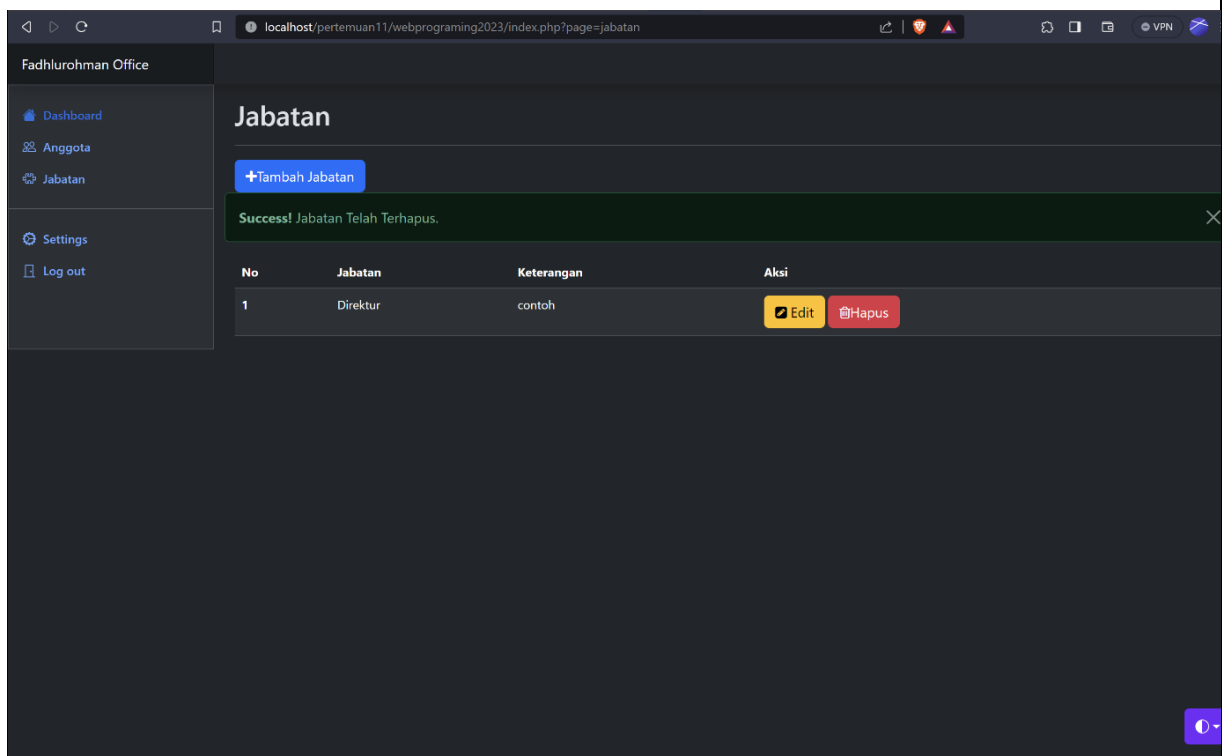 localhost/pertemuan11/webprograming2023/index.php?page=jabatan
VPN
Fadhlurohman Office
Dashboard
Anggota
Jabatan
Settings
Log out
Jabatan
Tambah Jabatan
Success! Jabatan Telah Terhapus.
No Jabatan Keterangan Aksi
1 Direktur contoh Edit Hapus